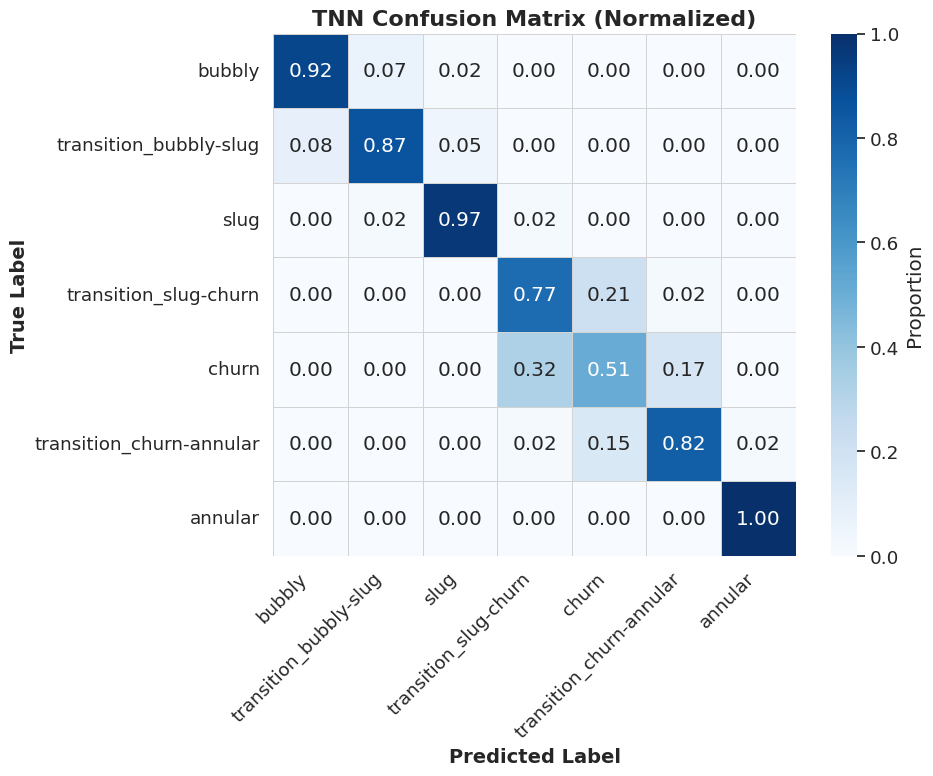 TNN Confusion Matrix (Normalized)
True Label
bubbly 0.92 0.07 0.02 0.00 0.00 0.00 0.00
transition_bubbly-slug 0.08 0.87 0.05 0.00 0.00 0.00 0.00
slug 0.00 0.02 0.97 0.02 0.00 0.00 0.00
transition_slug-churn 0.00 0.00 0.00 0.77 0.21 0.02 0.00
churn 0.00 0.00 0.00 0.32 0.51 0.17 0.00
transition_churn-annular 0.00 0.00 0.00 0.02 0.15 0.82 0.02
annular 0.00 0.00 0.00 0.00 0.00 0.00 1.00
bubbly
transition_bubbly-slug
slug
transition_slug-churn
churn
transition_churn-annular
annular
Predicted Label
1.0
0.8
0.6
0.4
0.2
0.0
Proportion